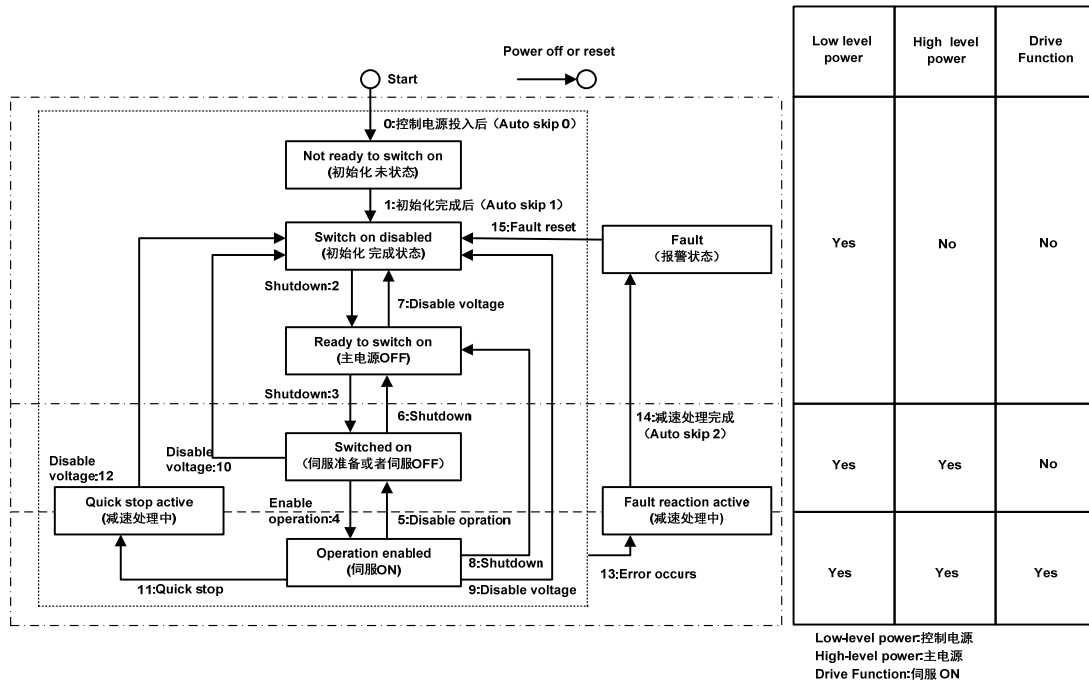 Power off or reset
Start
0:控制电源投入后（Auto skip 0）
Not ready to switch on
(初始化 未状态)
1:初始化完成后（Auto skip 1）
15:Fault reset
Switch on disabled
(初始化 完成状态)
Fault
（报警状态）
Shutdown:2
7:Disable voltage
Ready to switch on
(主电源OFF)
Shutdown:3
6:Shutdown
14:减速处理完成
（Auto skip 2）
Switched on
（伺服准备或者伺服OFF）
Disable
voltage:10
Disable
voltage:12
Quick stop active
(减速处理中)
Enable
operation:4
5:Disable opration
Fault reaction active
(减速处理中)
Operation enabled
(伺服ON)
8:Shutdown
9:Disable voltage
11:Quick stop
13:Error occurs
Low level
power
High level
power
Drive
Function
Yes
No
No
Yes
Yes
No
Yes
Yes
Yes
Low-level power:控制电源
High-level power:主电源
Drive Function:伺服 ON